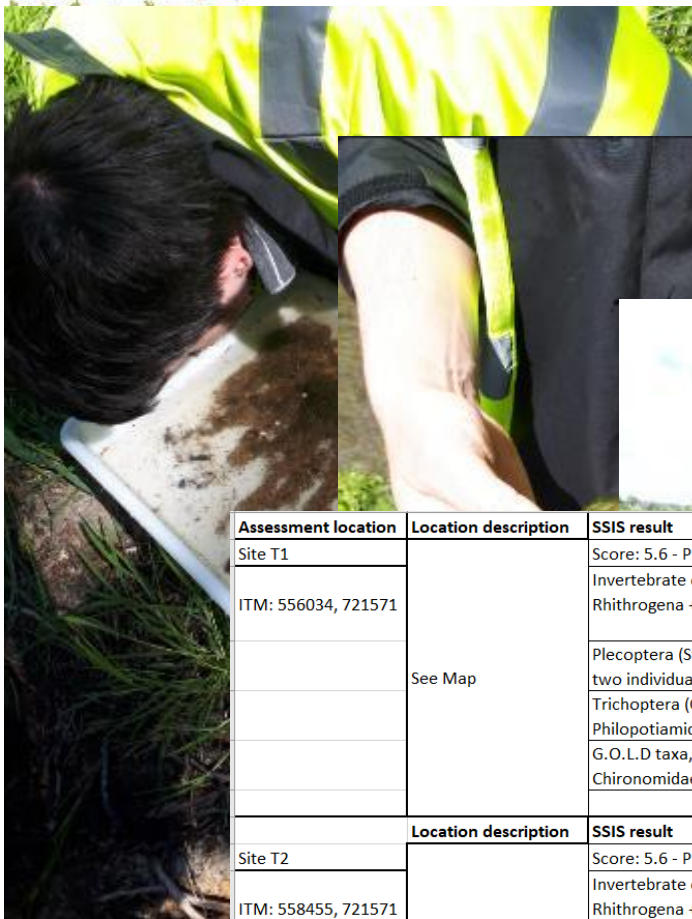 Assessment location Location description SSIS result
Site T1 Score: 5.6 - P
Invertebrate
ITM: 556034, 721571 Rhithrogena -
See Map
Plecoptera (S
two individua
Trichoptera (
Philopotiamid
G.O.L.D taxa,
Chironomida
Location description SSIS result
Site T2 Score: 5.6 - P
Invertebrate
ITM: 558455, 721571 Rhithrogena -